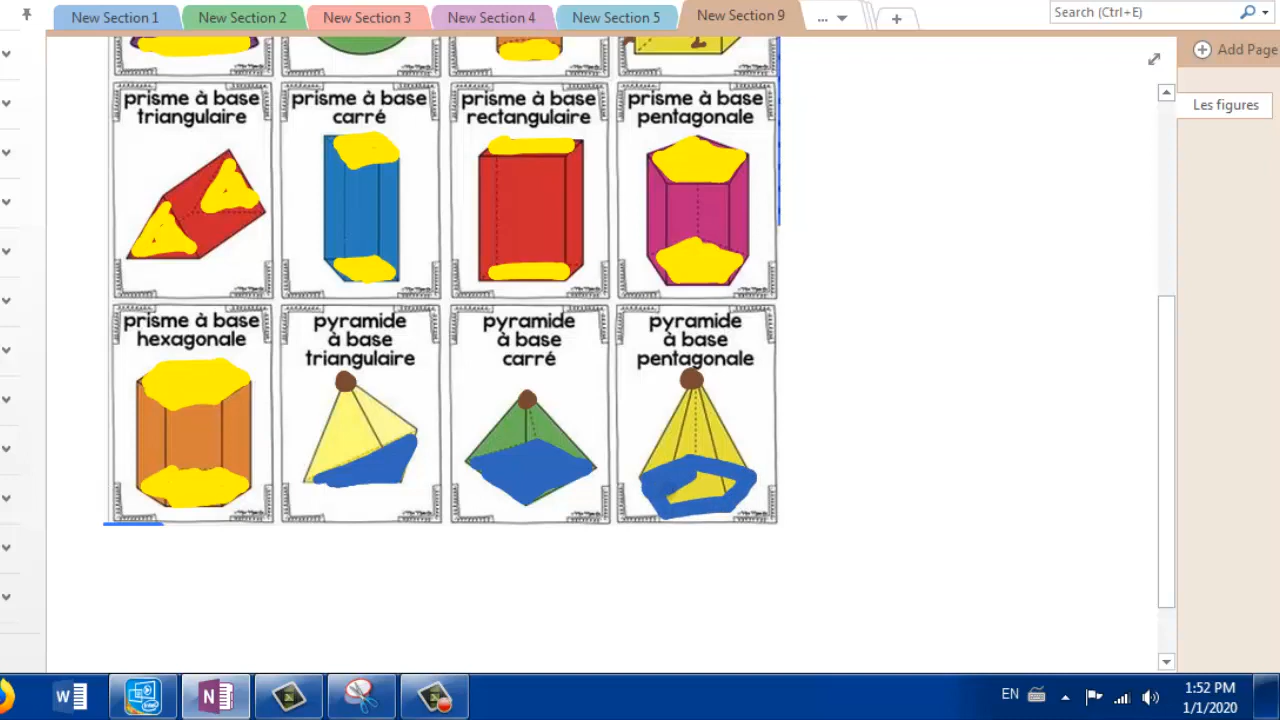 New Section 1
New Section 2
New Section 3
New Section 4
New Section 5
New Section 9
...
Search (Ctrl+E)
Add Page
Les figures
prisme à base
triangulaire
prisme à base
carré
prisme à base
rectangulaire
prisme à base
pentagonale
prisme à base
hexagonale
pyramide
à base
triangulaire
pyramide
à base
carré
pyramide
à base
pentagonale
EN
1:52 PM
1/1/2020